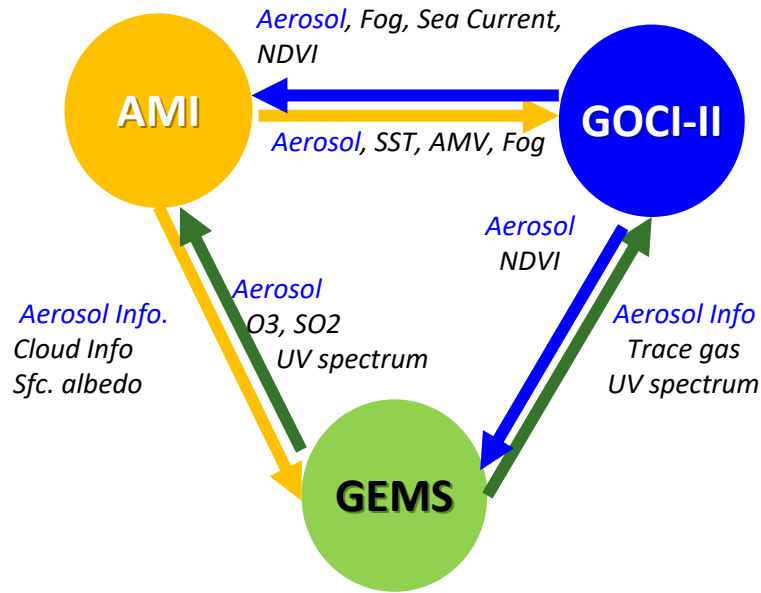 Aerosol, Fog, Sea Current,
NDVI
AMI
GOCI-II
Aerosol, SST, AMV, Fog
Aerosol
NDVI
Aerosol Info.
Cloud Info
Sfc. albedo
Aerosol
O3, SO2
UV spectrum
Aerosol Info
Trace gas
UV spectrum
GEMS